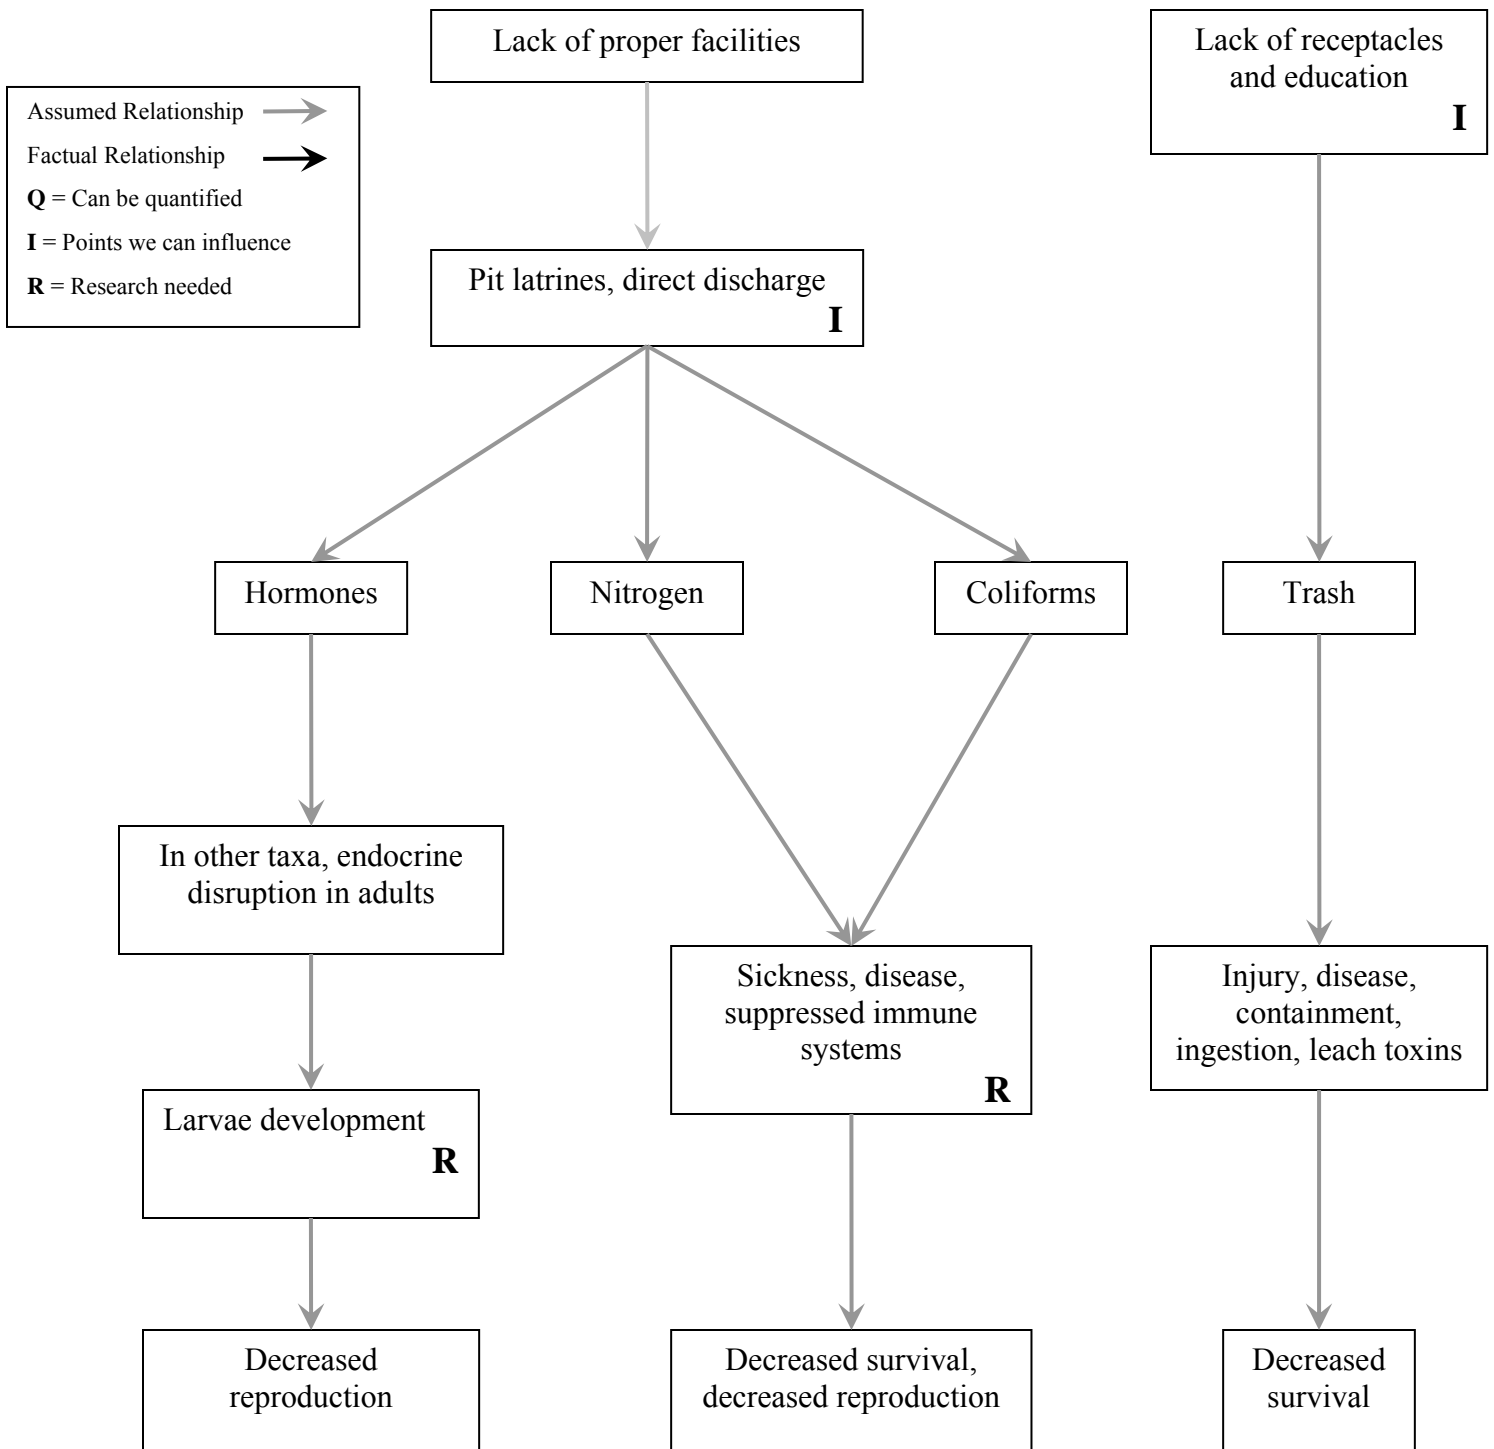 Lack of proper facilities
Lack of receptacles
and education
I
Assumed Relationship
Factual Relationship
Q = Can be quantified
I = Points we can influence
R = Research needed
Pit latrines, direct discharge
I
Hormones
Nitrogen
Coliforms
Trash
In other taxa, endocrine
disruption in adults
Sickness, disease,
suppressed immune
systems
R
Injury, disease,
containment,
ingestion, leach toxins
Larvae development
R
Decreased
reproduction
Decreased survival,
decreased reproduction
Decreased
survival